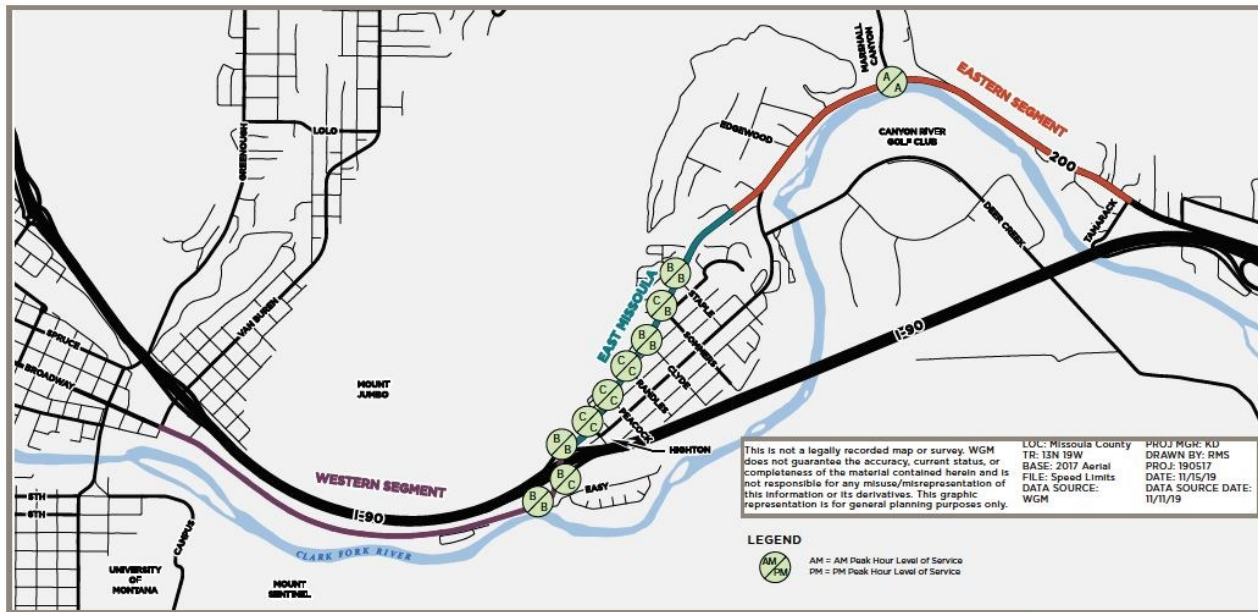 MARSHALL
CANYON
A
A
EASTERN SEGMENT
LOLO
GREENOUGH
EDGEWOOD
CANYON RIVER
GOLF CLUB
200
TAMARACK
DEER CREEK
B
B
STAPLE
C
B
SOMMERS
B
B
CLYDE
C
C
RANDLES
C
C
PEACOCK
C
C
HIGHTON
B
B
B
C
EASY
B
B
EAST MISSOULA
I-90
VAN BUREN
SPRUCE
BROADWAY
MOUNT
JUMBO
WESTERN SEGMENT
I-90
5TH
6TH
CAMPUS
CLARK FORK RIVER
UNIVERSITY
OF
MONTANA
MOUNT
SENTINEL
This is not a legally recorded map or survey. WGM
does not guarantee the accuracy, current status, or
completeness of the material contained herein and is
not responsible for any misuse/misrepresentation of
this information or its derivatives. This graphic
representation is for general planning purposes only.
LOC: Missoula County
TR: 13N 19W
BASE: 2017 Aerial
FILE: Speed Limits
DATA SOURCE:
WGM
PROJ MGR: KD
DRAWN BY: RMS
PROJ: 190517
DATE: 11/15/19
DATA SOURCE DATE:
11/11/19
LEGEND
AM
PM
AM = AM Peak Hour Level of Service
PM = PM Peak Hour Level of Service